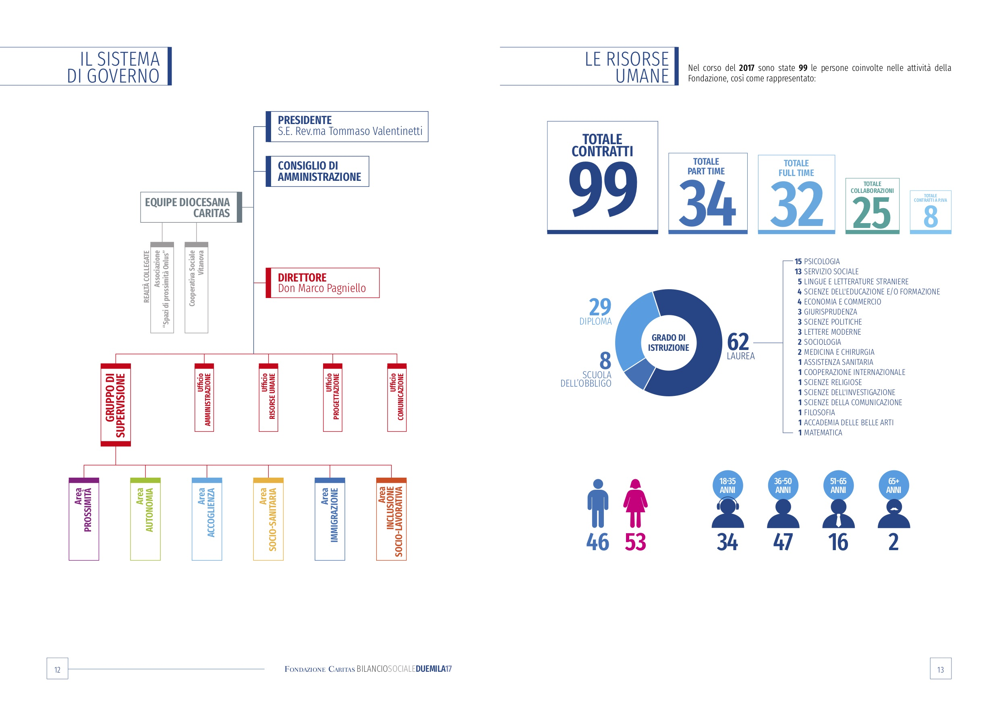 IL SISTEMA
DI GOVERNO
PRESIDENTE
S.E. Rev.ma Tommaso Valentinetti
CONSIGLIO DI
AMMINISTRAZIONE
EQUIPE DIOCESANA
CARITAS
REALTÀ COLLEGATE
Associazione
“Spazi di prossimità Onlus”
Cooperativa Sociale
Vitanova
DIRETTORE
Don Marco Pagniello
GRUPPO DI
SUPERVISIONE
Ufficio
AMMINISTRAZIONE
Ufficio
RISORSE UMANE
Ufficio
PROGETTAZIONE
Ufficio
COMUNICAZIONE
Area
PROSSIMITÀ
Area
AUTONOMIA
Area
ACCOGLIENZA
Area
SOCIO-SANITARIA
Area
IMMIGRAZIONE
Area
INCLUSIONE
SOCIO-LAVORATIVA
12
FONDAZIONE CARITAS BILANCIOSOCIALEDUEMILA17
LE RISORSE
UMANE
Nel corso del 2017 sono state 99 le persone coinvolte nelle attività della
Fondazione, così come rappresentato:
TOTALE
CONTRATTI
99
TOTALE
PART TIME
34
TOTALE
FULL TIME
32
TOTALE
COLLABORAZIONI
25
TOTALE
CONTRATTI A P.IVA
8
29
DIPLOMA
8
SCUOLA
DELL’OBBLIGO
GRADO DI
ISTRUZIONE
62
LAUREA
15 PSICOLOGIA
13 SERVIZIO SOCIALE
5 LINGUE E LETTERATURE STRANIERE
4 SCIENZE DELL'EDUCAZIONE E/O FORMAZIONE
4 ECONOMIA E COMMERCIO
3 GIURISPRUDENZA
3 SCIENZE POLITICHE
3 LETTERE MODERNE
2 SOCIOLOGIA
2 MEDICINA E CHIRURGIA
1 ASSISTENZA SANITARIA
1 COOPERAZIONE INTERNAZIONALE
1 SCIENZE RELIGIOSE
1 SCIENZE DELL'INVESTIGAZIONE
1 SCIENZE DELLA COMUNICAZIONE
1 FILOSOFIA
1 ACCADEMIA DELLE BELLE ARTI
1 MATEMATICA
46
53
18-35
ANNI
34
36-50
ANNI
47
51-65
ANNI
16
65+
ANNI
2
13